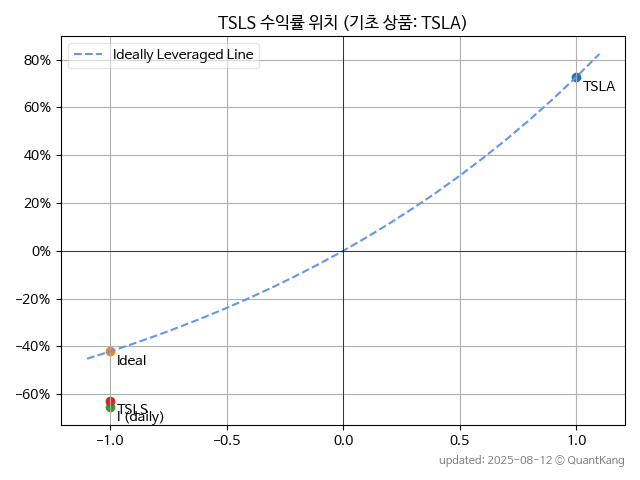 TSLS 수익률 위치 (기초 상품: TSLA)
Ideally Leveraged Line
80%
60%
40%
20%
0%
−20%
−40%
−60%
TSLA
Ideal
TSLS
I (daily)
−1.0 −0.5 0.0 0.5 1.0
updated: 2025-08-12 © QuantKang